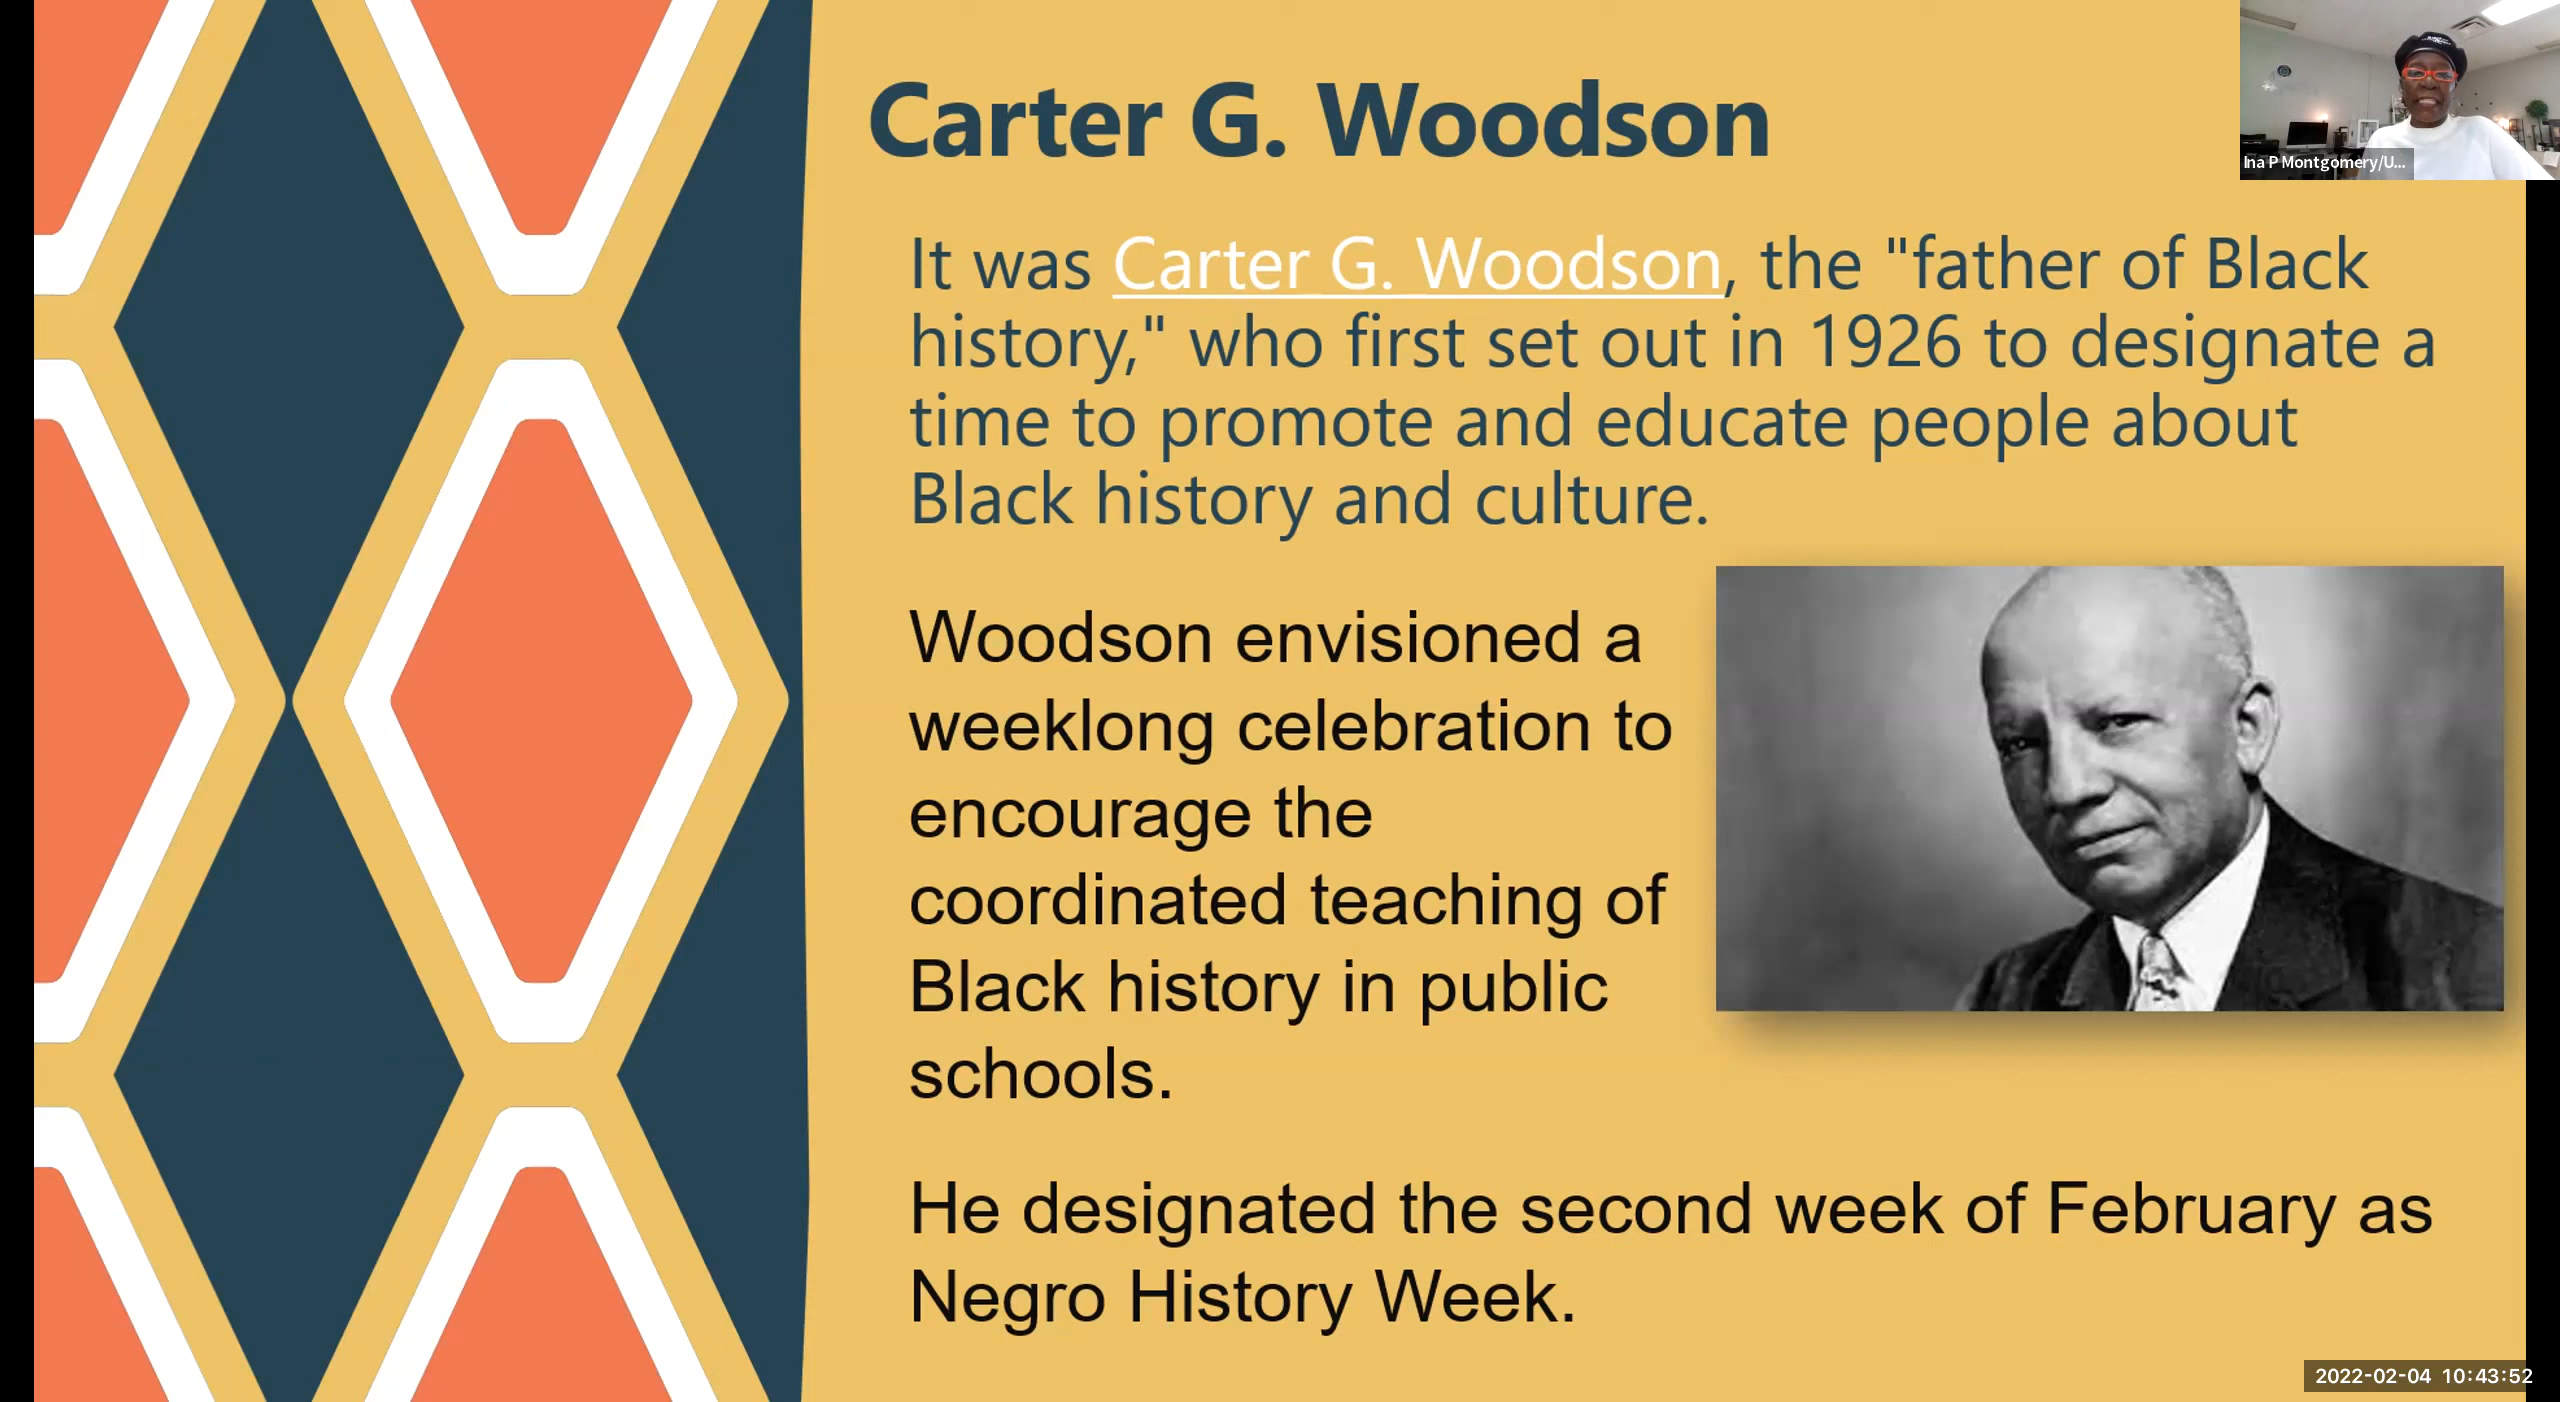 Carter G. Woodson
Ina P Montgomery/U...
It was Carter G. Woodson, the "father of Black
history," who first set out in 1926 to designate a
time to promote and educate people about
Black history and culture.
Woodson envisioned a
weeklong celebration to
encourage the
coordinated teaching of
Black history in public
schools.
He designated the second week of February as
Negro History Week.
2022-02-04 10:43:52